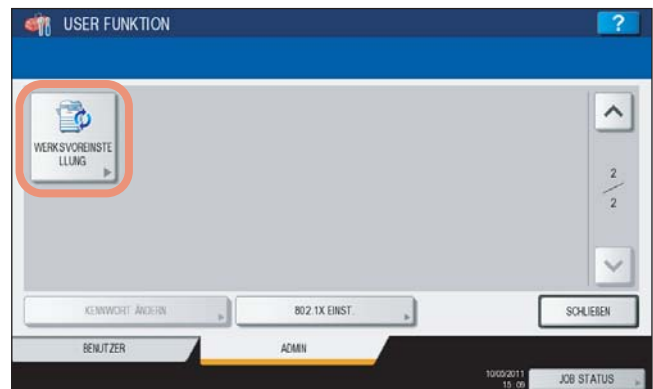 USER FUNKTION
?
WERKSVOREINSTE
LLUNG
2
2
KENNWORT ÄNDERN
802.1X EINST.
SCHLIEßEN
BENUTZER
ADMIN
10/05/2011
15:09
JOB STATUS